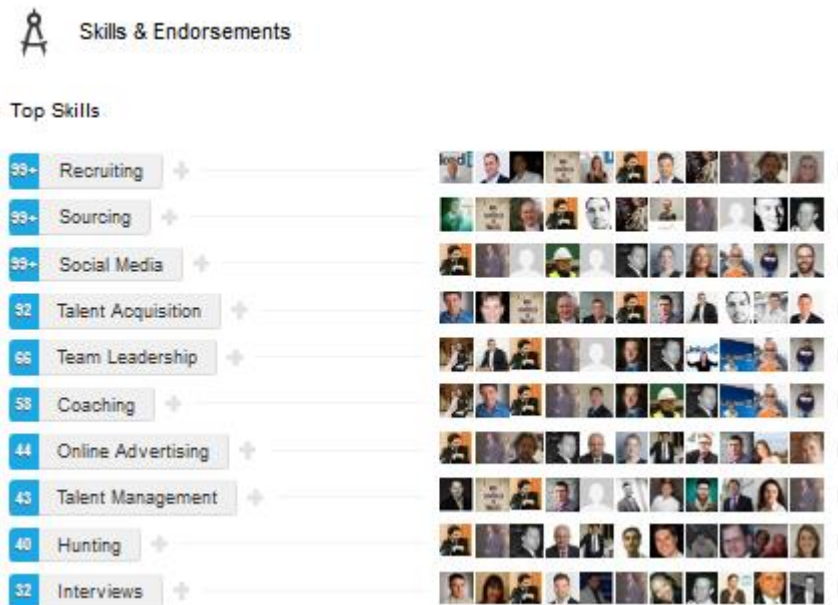 Skills & Endorsements
Top Skills
99+ Recruiting
99+ Sourcing
99+ Social Media
92 Talent Acquisition
66 Team Leadership
58 Coaching
44 Online Advertising
43 Talent Management
40 Hunting
32 Interviews